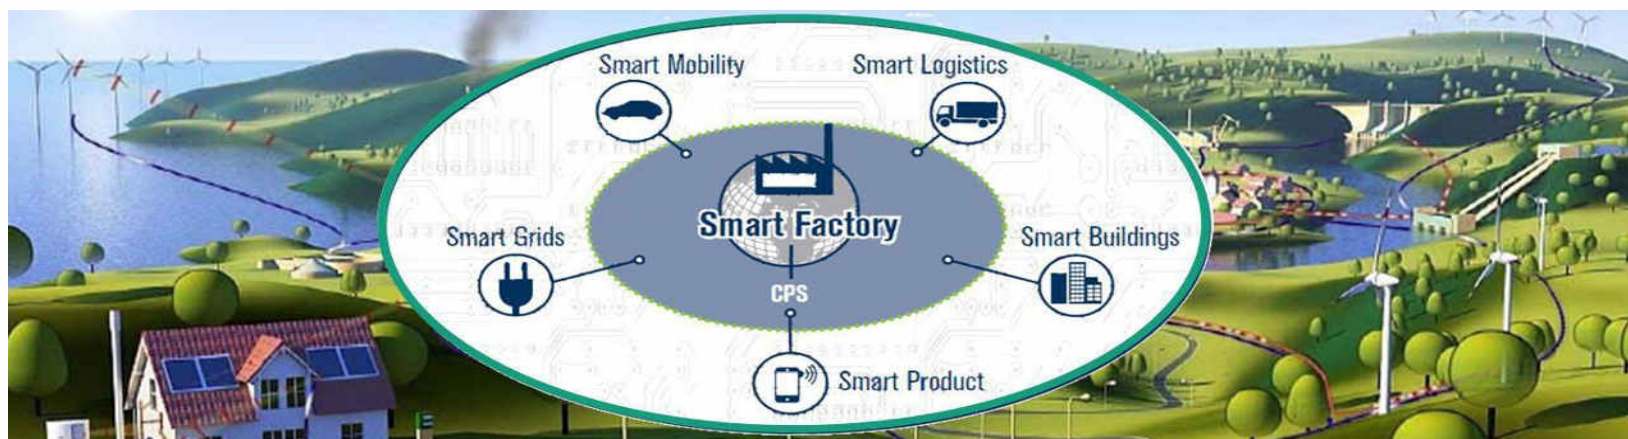 Smart Mobility
Smart Logistics
Smart Factory
Smart Grids
Smart Buildings
CPS
Smart Product